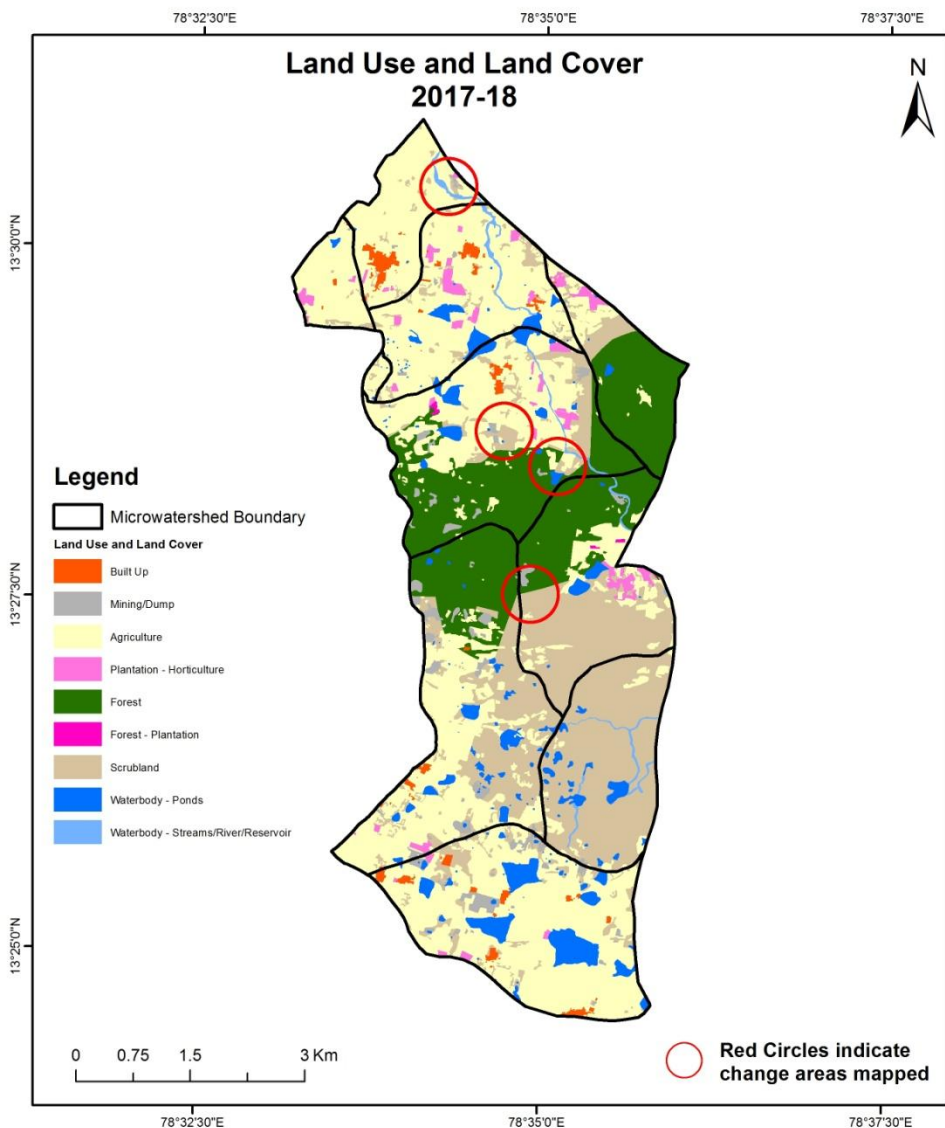 78°32'30"E
78°35'0"E
78°37'30"E
Land Use and Land Cover
2017-18
N
13°30'0"N
13°27'30"N
13°25'0"N
Legend
Microwatershed Boundary
Land Use and Land Cover
Built Up
Mining/Dump
Agriculture
Plantation - Horticulture
Forest
Forest - Plantation
Scrubland
Waterbody - Ponds
Waterbody - Streams/River/Reservoir
0 0.75 1.5 3 Km
Red Circles indicate
change areas mapped
78°32'30"E
78°35'0"E
78°37'30"E